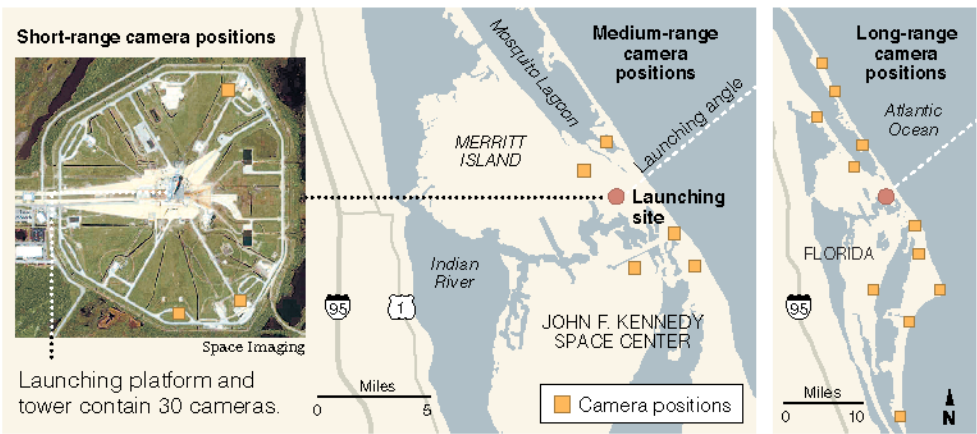 Short-range camera positions
Space Imaging
Launching platform and
tower contain 30 cameras.
Medium-range
camera
positions
Mosquito Lagoon
MERRITT
ISLAND
Launching angle
Launching
site
Indian
River
95
1
JOHN F. KENNEDY
SPACE CENTER
Miles
0 5
Camera positions
Long-range
camera
positions
Atlantic
Ocean
FLORIDA
95
Miles
0 10
N